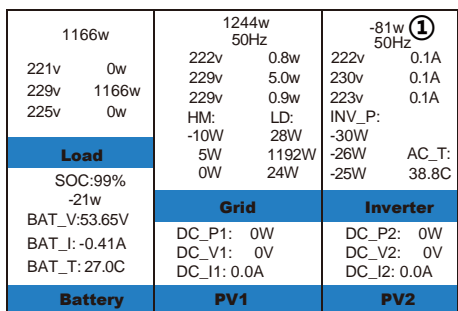 1166w
221v 0w
229v 1166w
225v 0w
Load
1244w
50Hz
222v 0.8w
229v 5.0w
229v 0.9w
HM: LD:
-10W 28W
5W 1192W
0W 24W
Grid
-81w ①
50Hz
222v 0.1A
230v 0.1A
223v 0.1A
INV_P:
-30W
-26W AC_T:
-25W 38.8C
Inverter
SOC:99%
-21w
BAT_V:53.65V
BAT_I: -0.41A
BAT_T: 27.0C
Battery
DC_P1: 0W
DC_V1: 0V
DC_I1: 0.0A
PV1
DC_P2: 0W
DC_V2: 0V
DC_I2: 0.0A
PV2